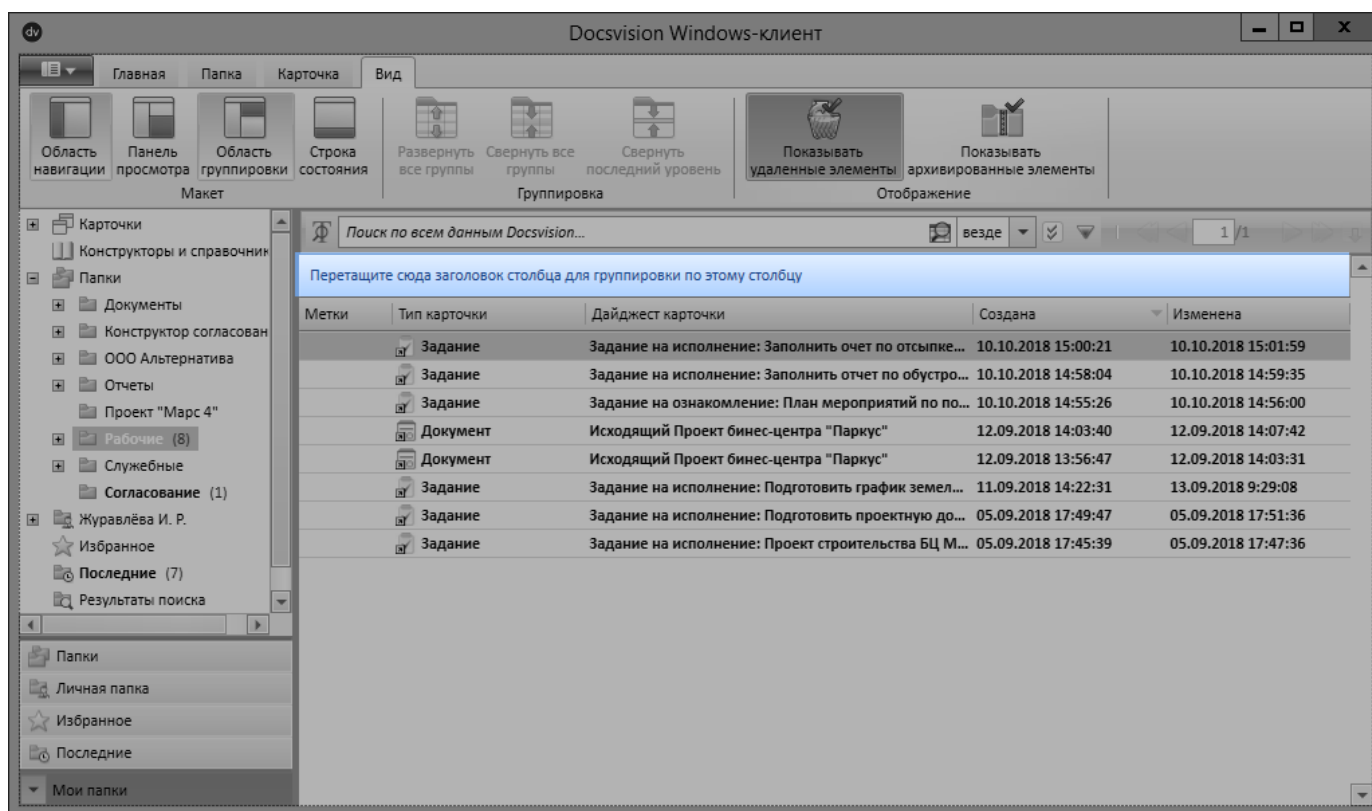 dv
Docsvision Windows-клиент
Главная Папка Карточка Вид
Область навигации
Панель просмотра
Область группировки
Строка состояния
Макет
Развернуть все группы
Свернуть все группы
Свернуть последний уровень
Группировка
Показывать удаленные элементы
Показывать архивированные элементы
Отображение
Карточки
Конструкторы и справочник
Папки
Документы
Конструктор согласован
ООО Альтернатива
Отчеты
Проект "Марс 4"
Рабочие (8)
Служебные
Согласование (1)
Журавлёва И. Р.
Избранное
Последние (7)
Результаты поиска
Папки
Личная папка
Избранное
Последние
Мои папки
Поиск по всем данным Docsvision... везде 1 /1
Перетащите сюда заголовок столбца для группировки по этому столбцу
Метки Тип карточки Дайджест карточки Создана Изменена
Задание Задание на исполнение: Заполнить очет по отсыпке... 10.10.2018 15:00:21 10.10.2018 15:01:59
Задание Задание на исполнение: Заполнить отчет по обустро... 10.10.2018 14:58:04 10.10.2018 14:59:35
Задание Задание на ознакомление: План мероприятий по по... 10.10.2018 14:55:26 10.10.2018 14:56:00
Документ Исходящий Проект бинес-центра "Паркус" 12.09.2018 14:03:40 12.09.2018 14:07:42
Документ Исходящий Проект бинес-центра "Паркус" 12.09.2018 13:56:47 12.09.2018 14:03:31
Задание Задание на исполнение: Подготовить график земел... 11.09.2018 14:22:31 13.09.2018 9:29:08
Задание Задание на исполнение: Подготовить проектную до... 05.09.2018 17:49:47 05.09.2018 17:51:36
Задание Задание на исполнение: Проект строительства БЦ М... 05.09.2018 17:45:39 05.09.2018 17:47:36